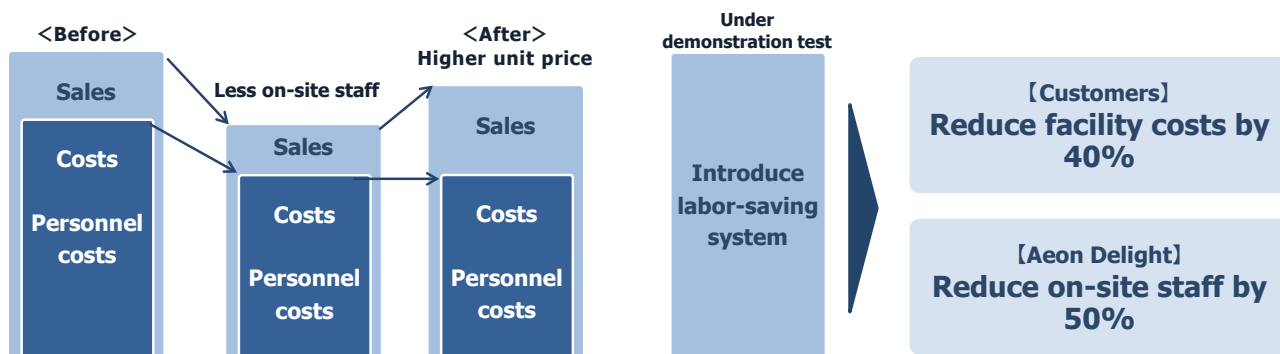 <Before>
Sales
Costs
Personnel
costs
Less on-site staff
Sales
Costs
Personnel
costs
<After>
Higher unit price
Sales
Costs
Personnel
costs
Under
demonstration test
Introduce
labor-saving
system
【Customers】
Reduce facility costs by
40%
【Aeon Delight】
Reduce on-site staff by
50%